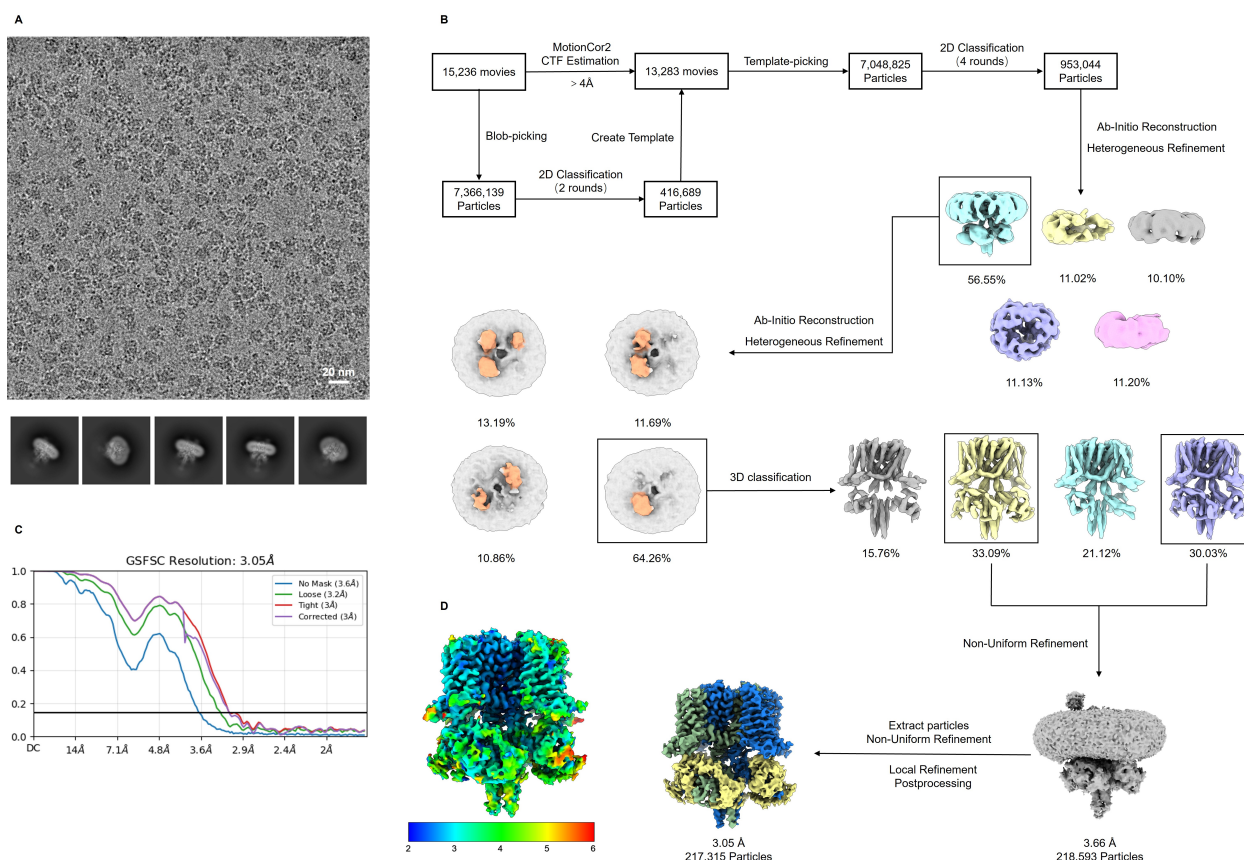 A
20 nm
B
15,236 movies
MotionCor2
CTF Estimation
> 4Å
13,283 movies
Template-picking
7,048,825
Particles
2D Classification
(4 rounds)
953,044
Particles
Blob-picking
Create Template
7,366,139
Particles
2D Classification
(2 rounds)
416,689
Particles
Ab-Initio Reconstruction
Heterogeneous Refinement
56.55%
11.02%
10.10%
11.13%
11.20%
Ab-Initio Reconstruction
Heterogeneous Refinement
13.19%
11.69%
10.86%
64.26%
3D classification
15.76%
33.09%
21.12%
30.03%
Non-Uniform Refinement
3.66 Å
218,593 Particles
Extract particles
Non-Uniform Refinement
Local Refinement
Postprocessing
3.05 Å
217,315 Particles
C
GSFSC Resolution: 3.05Å
No Mask (3.6Å)
Loose (3.2Å)
Tight (3Å)
Corrected (3Å)
1.0
0.8
0.6
0.4
0.2
0.0
DC
14Å
7.1Å
4.8Å
3.6Å
2.9Å
2.4Å
2Å
D
2
3
4
5
6